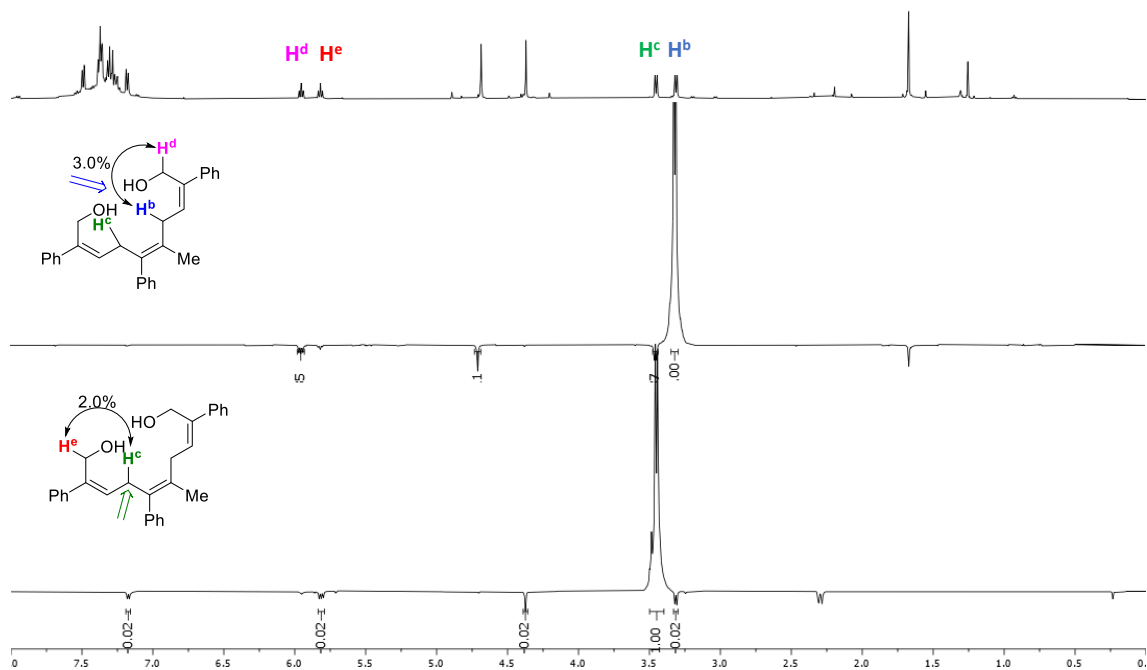 Hᵈ Hᵉ Hᶜ Hᵇ
Hᵈ
3.0%
HO
Ph
OH
Hᵇ
Hᶜ
Ph
Me
Ph
.5 .1 .7 .00
2.0%
HO
Ph
Hᵉ
OH
Hᶜ
Ph
Me
Ph
0.02 0.02 0.02 1.00 0.02
.0 7.5 7.0 6.5 6.0 5.5 5.0 4.5 4.0 3.5 3.0 2.5 2.0 1.5 1.0 0.5 0.